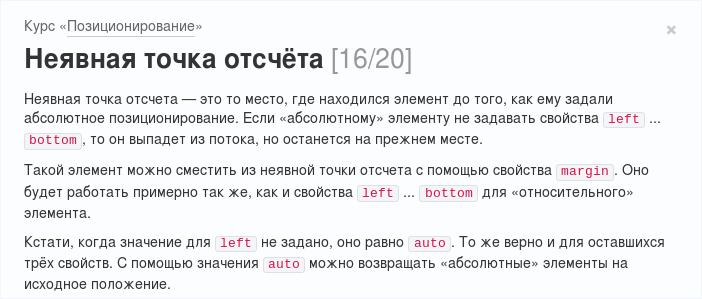 Курс «Позиционирование»
×
Неявная точка отсчёта [16/20]
Неявная точка отсчета — это то место, где находился элемент до того, как ему задали
абсолютное позиционирование. Если «абсолютному» элементу не задавать свойства left ...
bottom, то он выпадет из потока, но останется на прежнем месте.
Такой элемент можно сместить из неявной точки отсчета с помощью свойства margin. Оно
будет работать примерно так же, как и свойства left ... bottom для «относительного»
элемента.
Кстати, когда значение для left не задано, оно равно auto. То же верно и для оставшихся
трёх свойств. С помощью значения auto можно возвращать «абсолютные» элементы на
исходное положение.